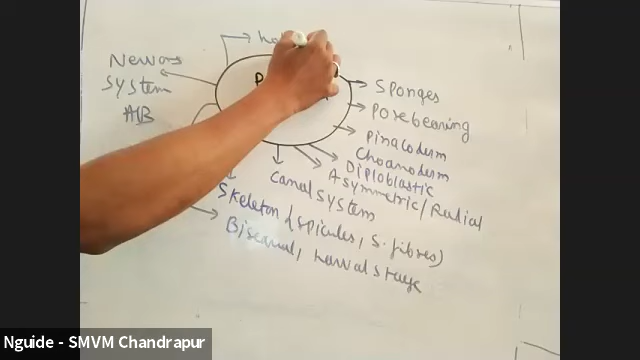 Nervous
System
AB
Sponges
Porebearing
Pinacoderm
Choanoderm
Diploblastic
Asymmetric/Radial
Canal system
Skeleton (spicules, s. fibres)
Bisexual, Larval stage
Nguide - SMVM Chandrapur